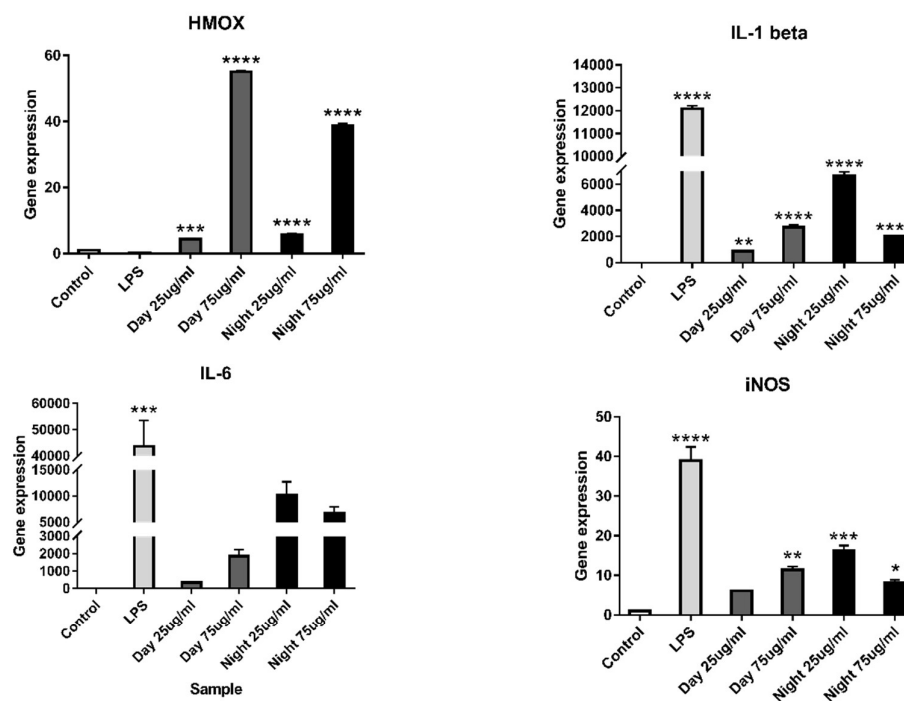 HMOX
Gene expression
60
40
20
0
****
****
***
****
Control
LPS
Day 25ug/ml
Day 75ug/ml
Night 25ug/ml
Night 75ug/ml
IL-1 beta
Gene expression
14000
13000
12000
11000
10000
6000
4000
2000
0
****
**
****
****
***
Control
LPS
Day 25ug/ml
Day 75ug/ml
Night 25ug/ml
Night 75ug/ml
IL-6
Gene expression
60000
50000
40000
15000
10000
5000
3000
2000
1000
0
***
Control
LPS
Day 25ug/ml
Day 75ug/ml
Night 25ug/ml
Night 75ug/ml
Sample
iNOS
Gene expression
50
40
30
20
10
0
****
**
***
*
Control
LPS
Day 25ug/ml
Day 75ug/ml
Night 25ug/ml
Night 75ug/ml